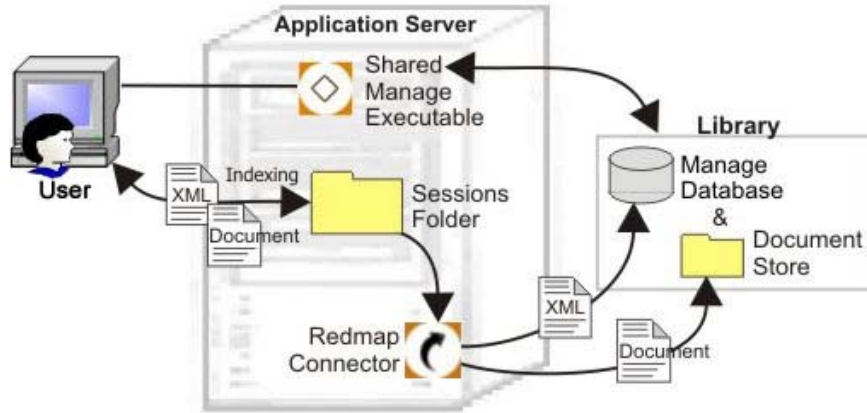 Application Server
Shared
Manage
Executable
User
Indexing
XML
Document
Sessions
Folder
Redmap
Connector
Library
Manage
Database
&
Document
Store
XML
Document